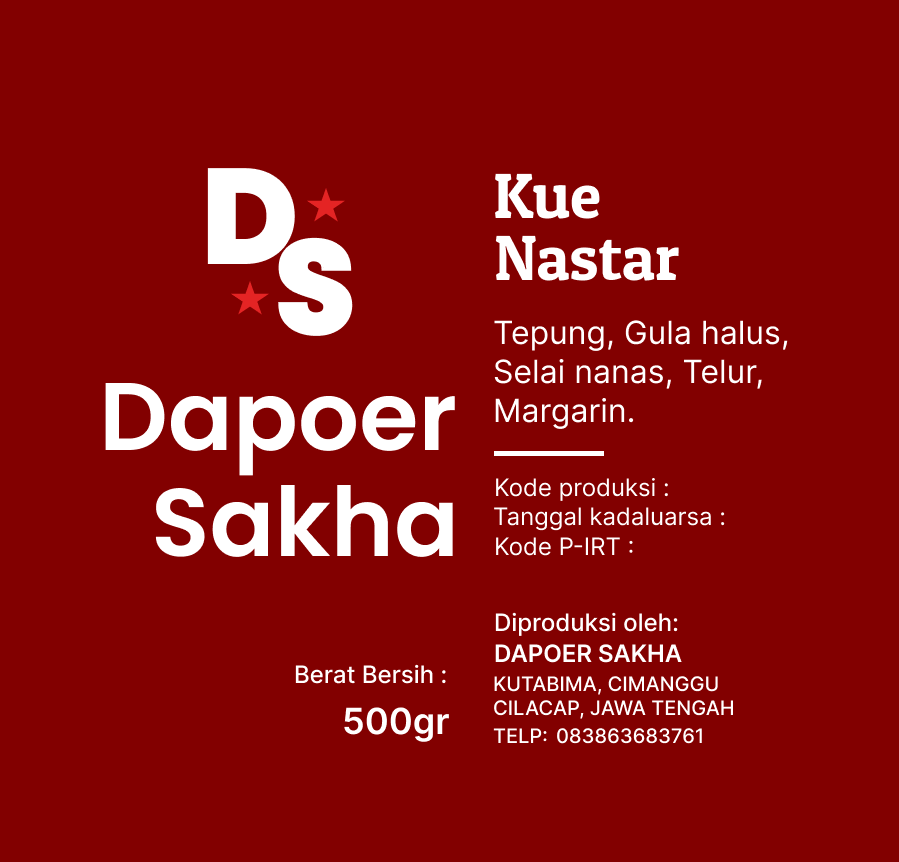 DS
Dapoer
Sakha
Berat Bersih :
500gr
Kue
Nastar
Tepung, Gula halus,
Selai nanas, Telur,
Margarin.
Kode produksi :
Tanggal kadaluarsa :
Kode P-IRT :
Diproduksi oleh:
DAPOER SAKHA
KUTABIMA, CIMANGGU
CILACAP, JAWA TENGAH
TELP: 083863683761